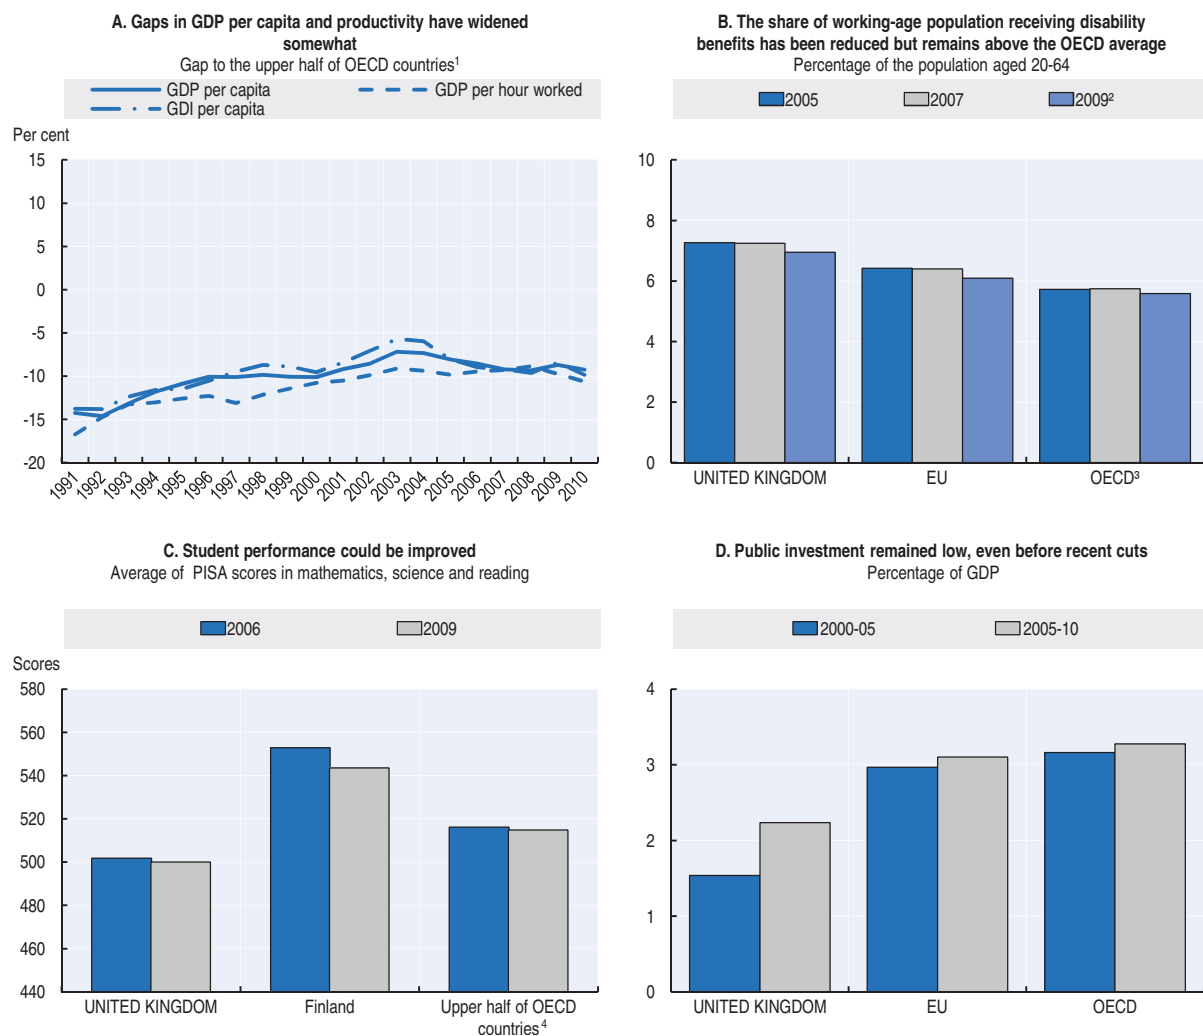 A. Gaps in GDP per capita and productivity have widened
somewhat
Gap to the upper half of OECD countries¹
GDP per capita
GDP per hour worked
GDI per capita
Per cent
15
10
5
0
-5
-10
-15
-20
1991 1992 1993 1994 1995 1996 1997 1998 1999 2000 2001 2002 2003 2004 2005 2006 2007 2008 2009 2010
B. The share of working-age population receiving disability
benefits has been reduced but remains above the OECD average
Percentage of the population aged 20-64
2005 2007 2009²
10
8
6
4
2
0
UNITED KINGDOM EU OECD³
C. Student performance could be improved
Average of PISA scores in mathematics, science and reading
2006 2009
Scores
580
560
540
520
500
480
460
440
UNITED KINGDOM Finland Upper half of OECD
countries⁴
D. Public investment remained low, even before recent cuts
Percentage of GDP
2000-05 2005-10
4
3
2
1
0
UNITED KINGDOM EU OECD